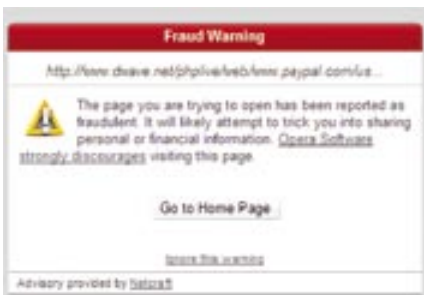 Fraud Warning
http://www.dwave.net/phplive/web/www.paypal.com/us...
The page you are trying to open has been reported as
fraudulent. It will likely attempt to trick you into sharing
personal or financial information. Opera Software
strongly discourages visiting this page.
Go to Home Page
Ignore this warning
Advisory provided by Netcraft